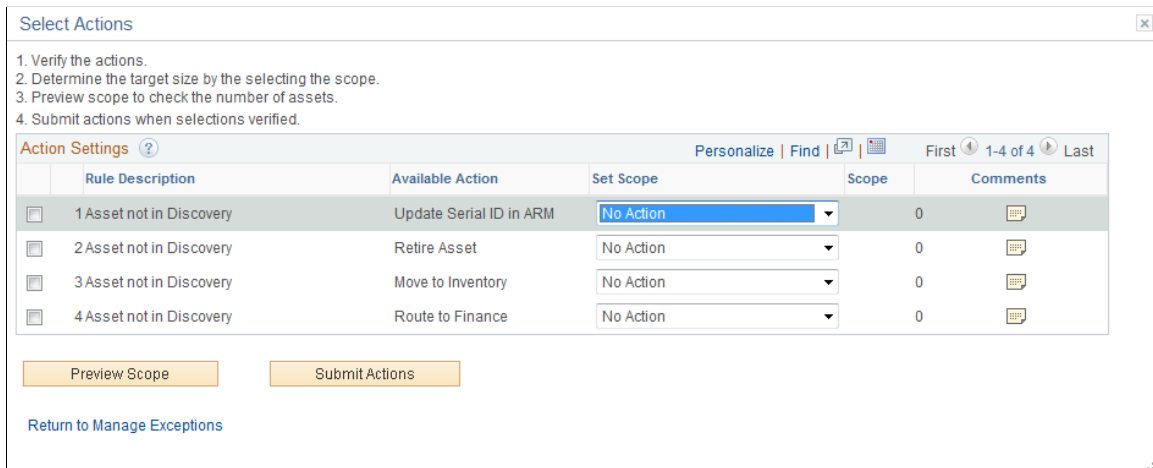 Select Actions
1. Verify the actions.
2. Determine the target size by the selecting the scope.
3. Preview scope to check the number of assets.
4. Submit actions when selections verified.
Action Settings ? Personalize | Find | | First 1-4 of 4 Last
Rule Description Available Action Set Scope Scope Comments
1 Asset not in Discovery Update Serial ID in ARM No Action 0
2 Asset not in Discovery Retire Asset No Action 0
3 Asset not in Discovery Move to Inventory No Action 0
4 Asset not in Discovery Route to Finance No Action 0
Preview Scope Submit Actions
Return to Manage Exceptions